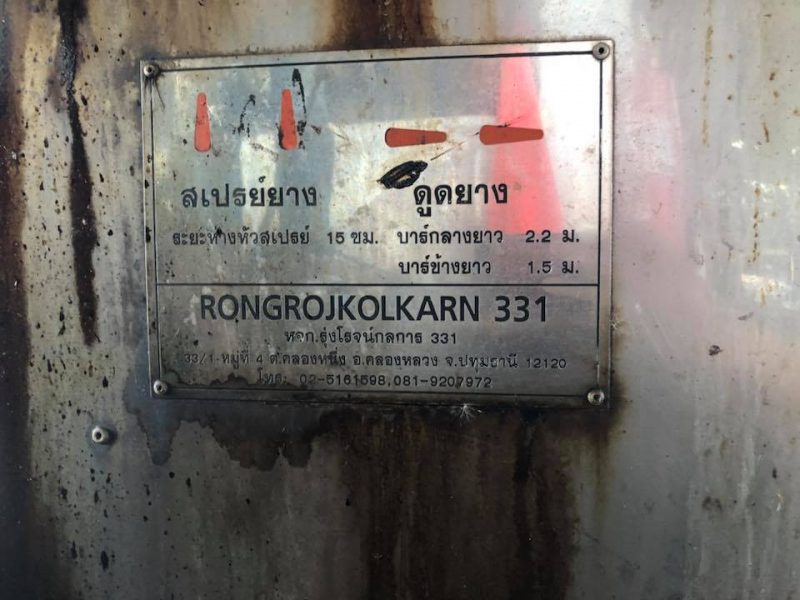 สเปรย์ยาง ดูดยาง
ระยะห่างหัวสเปรย์ 15 ซม. บาร์กลางยาว 2.2 ม.
บาร์ข้างยาว 1.5 ม.
RONGROJKOLKARN 331
หจก.รุ่งโรจน์กลการ 331
33/1 หมู่ที่ 4 ต.คลองหนึ่ง อ.คลองหลวง จ.ปทุมธานี 12120
โทร. 02-5161598,081-9207972